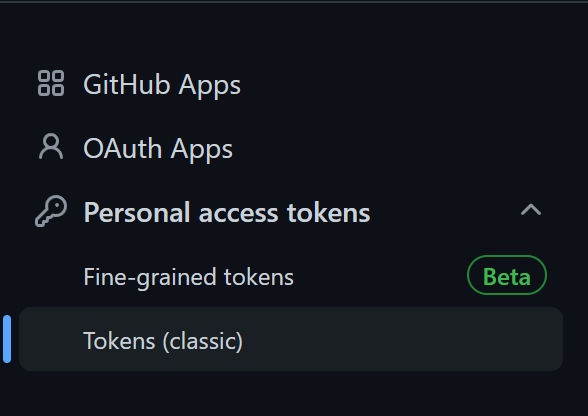 GitHub Apps
OAuth Apps
Personal access tokens
Fine-grained tokens Beta
Tokens (classic)